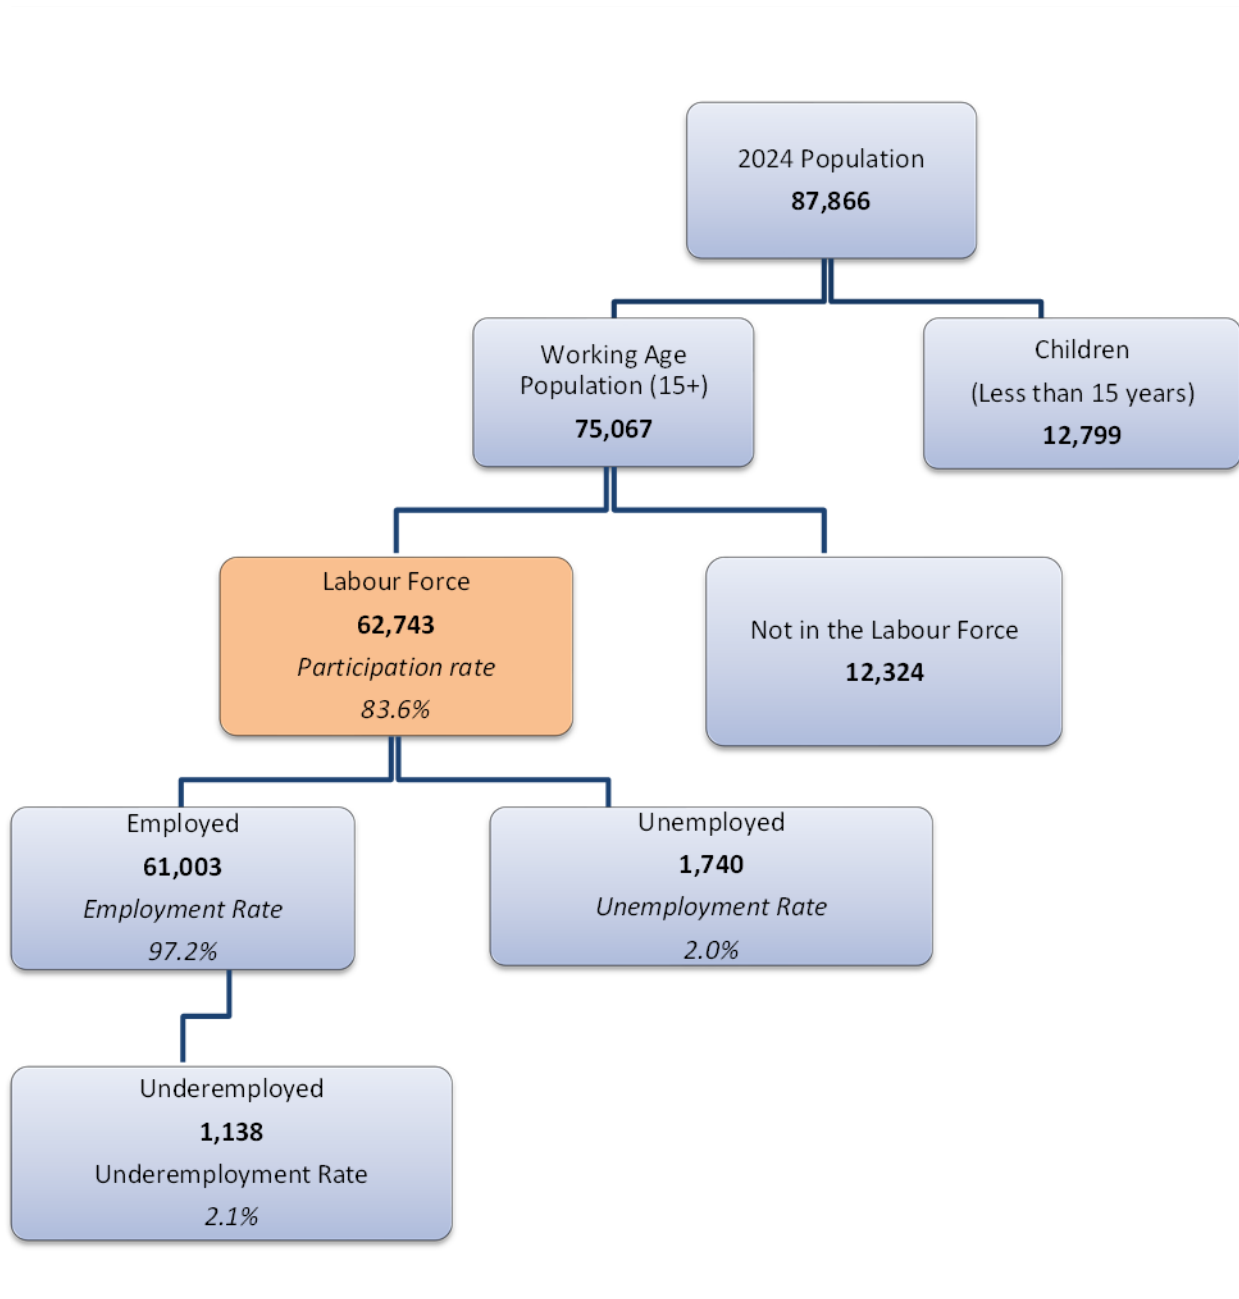 2024 Population
87,866
Working Age
Population (15+)
75,067
Children
(Less than 15 years)
12,799
Labour Force
62,743
Participation rate
83.6%
Not in the Labour Force
12,324
Employed
61,003
Employment Rate
97.2%
Unemployed
1,740
Unemployment Rate
2.0%
Underemployed
1,138
Underemployment Rate
2.1%